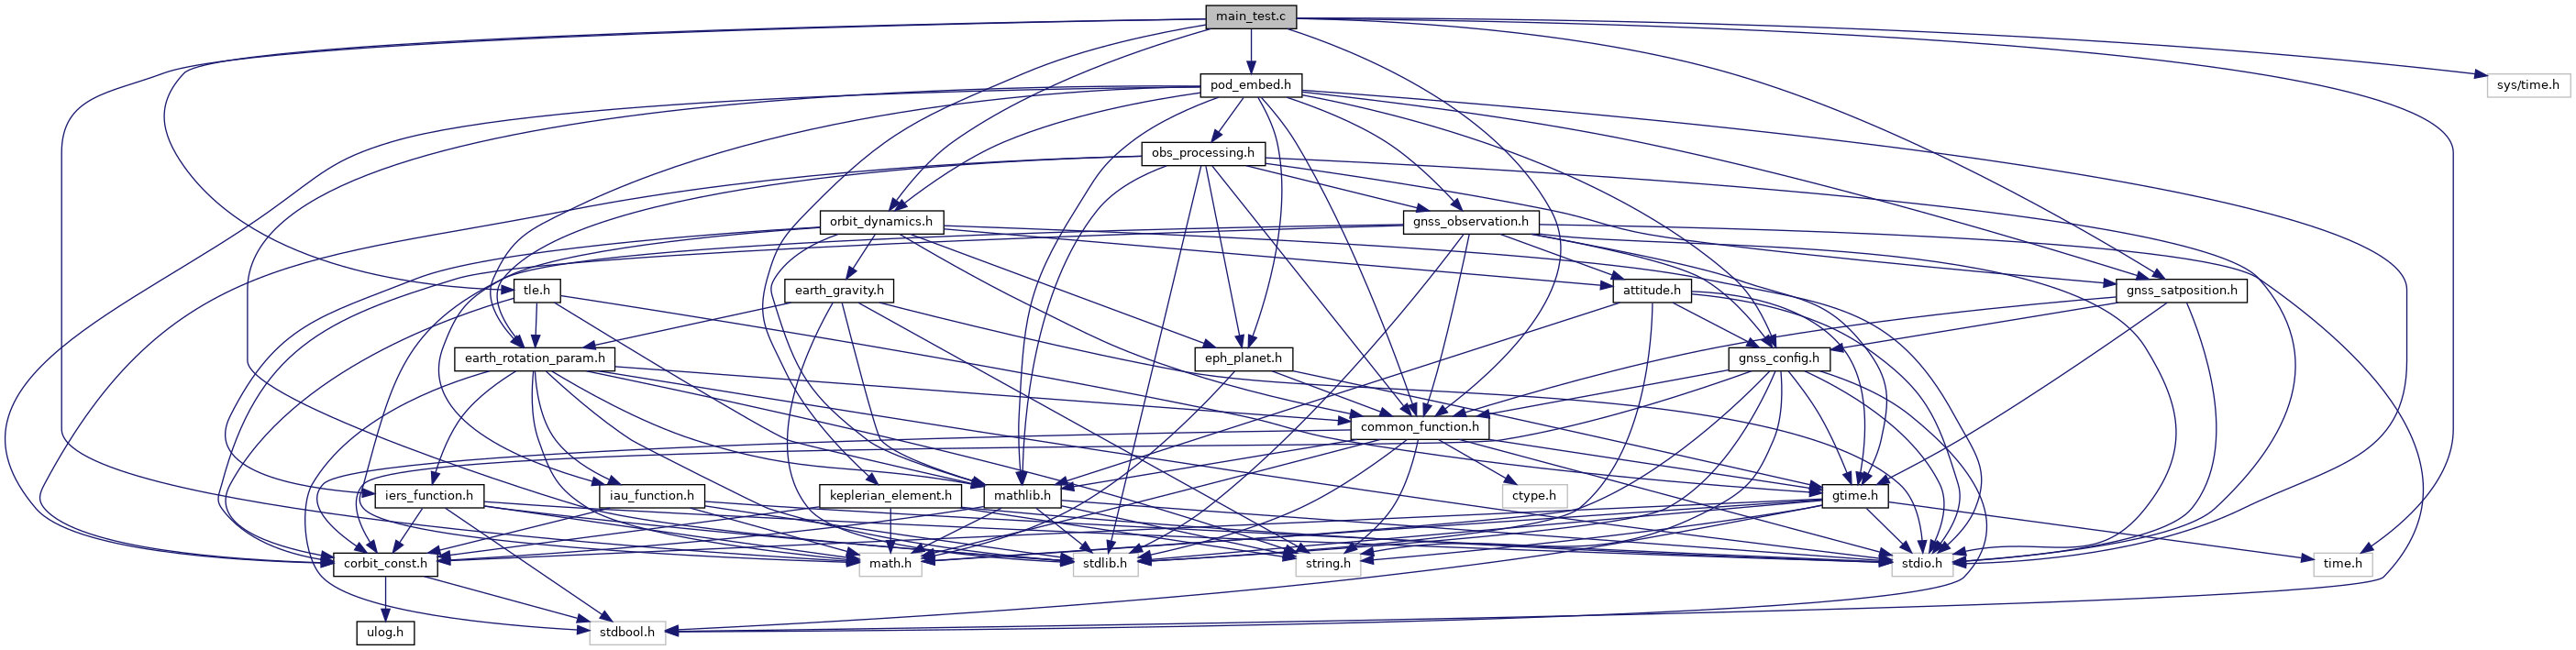 main_test.c
pod_embed.h
sys/time.h
obs_processing.h
orbit_dynamics.h
gnss_observation.h
tle.h
earth_gravity.h
attitude.h
gnss_satposition.h
earth_rotation_param.h
eph_planet.h
gnss_config.h
common_function.h
iers_function.h
iau_function.h
keplerian_element.h
mathlib.h
ctype.h
gtime.h
corbit_const.h
math.h
stdlib.h
string.h
stdio.h
time.h
ulog.h
stdbool.h